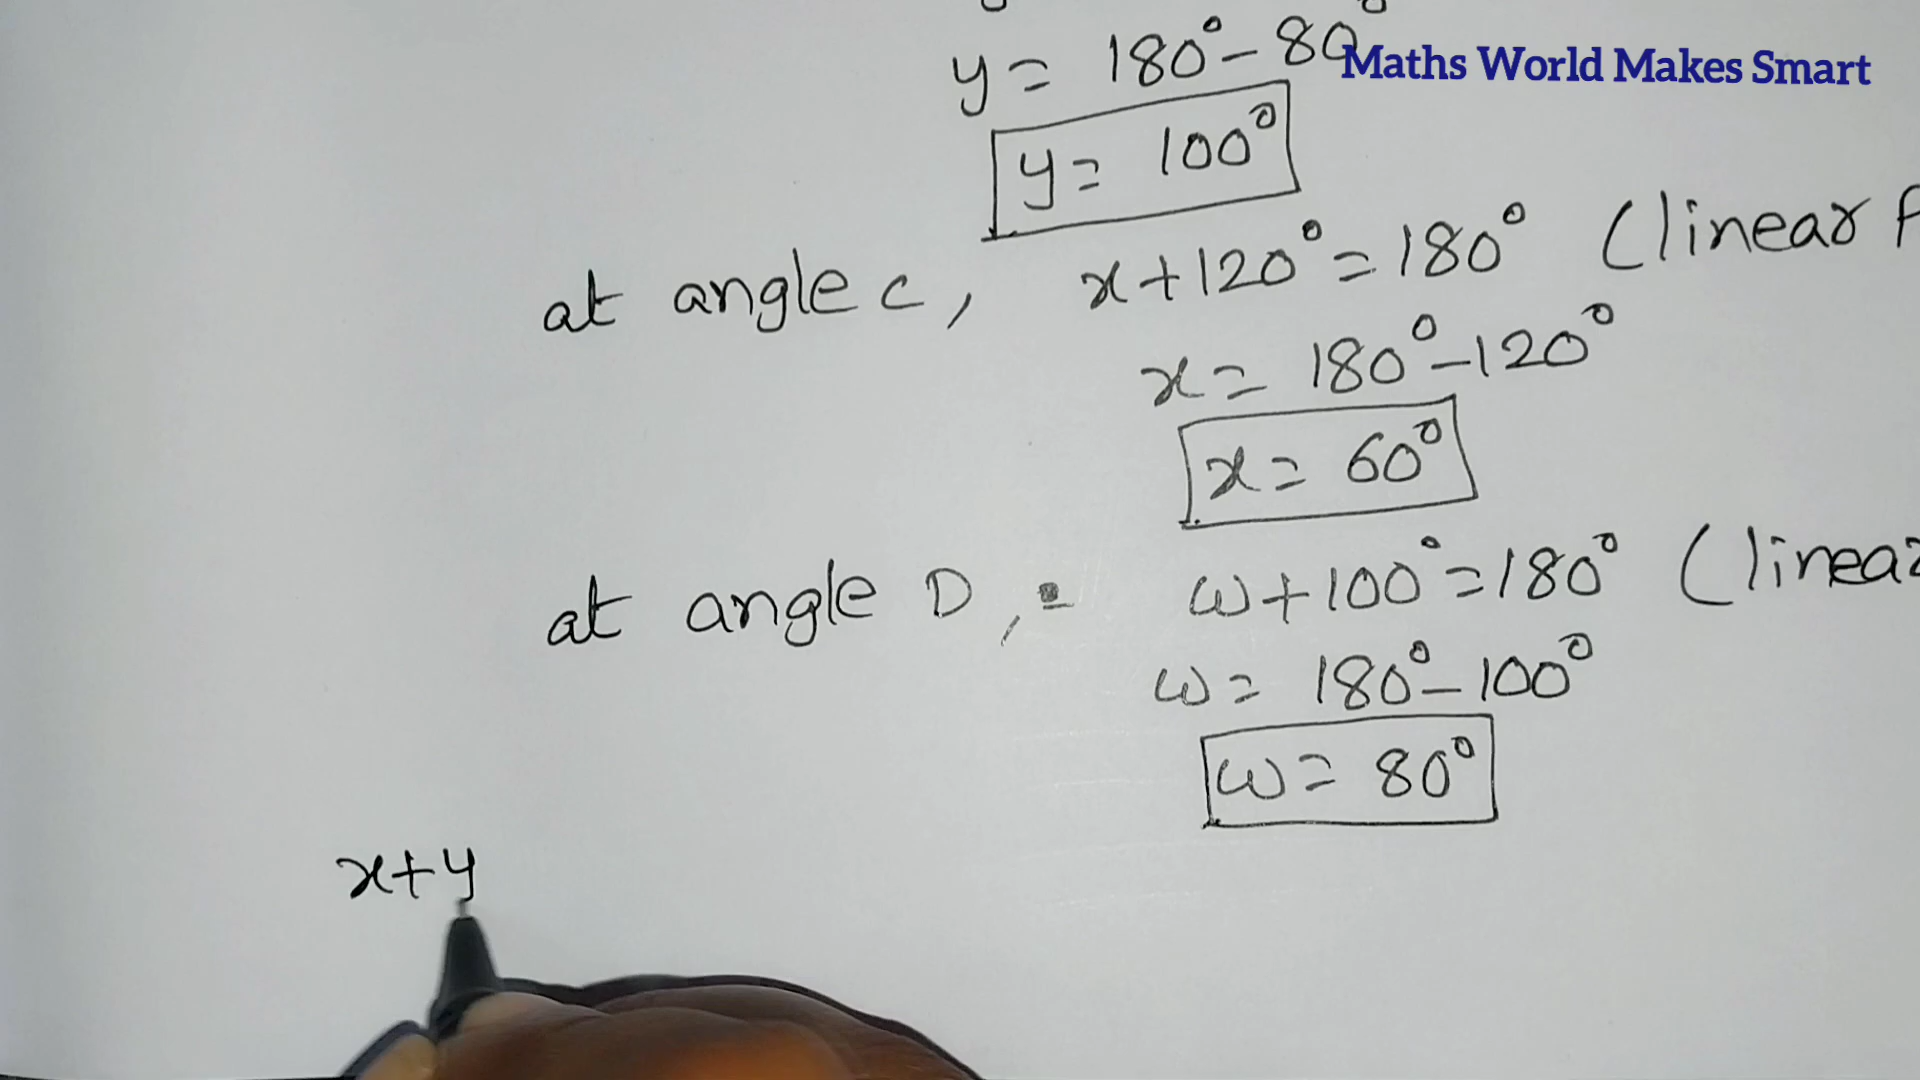 y = 180° - 80°
Maths World Makes Smart
y = 100°
at angle c, x + 120° = 180° (linear
x = 180° - 120°
x = 60°
at angle D, w + 100° = 180° (linear
w = 180° - 100°
w = 80°
x + y